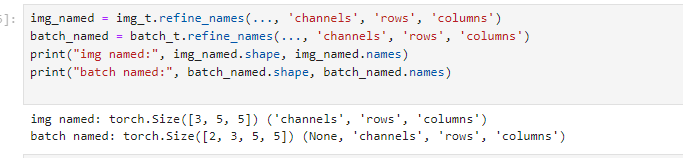 ]:
img_named = img_t.refine_names(..., 'channels', 'rows', 'columns')
batch_named = batch_t.refine_names(..., 'channels', 'rows', 'columns')
print("img named:", img_named.shape, img_named.names)
print("batch named:", batch_named.shape, batch_named.names)
img named: torch.Size([3, 5, 5]) ('channels', 'rows', 'columns')
batch named: torch.Size([2, 3, 5, 5]) (None, 'channels', 'rows', 'columns')